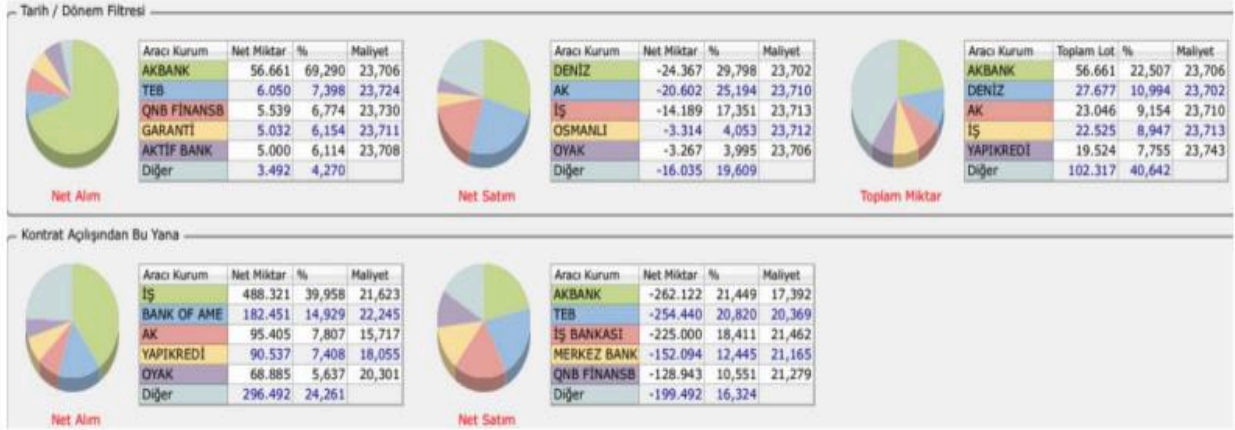 Tarih / Dönem Filtresi
Aracı Kurum Net Miktar % Maliyet
AKBANK 56.661 69,290 23,706
TEB 6.050 7,398 23,724
QNB FİNANSB 5.539 6,774 23,730
GARANTİ 5.032 6,154 23,711
AKTİF BANK 5.000 6,114 23,708
Diğer 3.492 4,270
Net Alım
Aracı Kurum Net Miktar % Maliyet
DENİZ -24.367 29,798 23,702
AK -20.602 25,194 23,710
İŞ -14.189 17,351 23,713
OSMANLI -3.314 4,053 23,712
OYAK -3.267 3,995 23,706
Diğer -16.035 19,609
Net Satım
Aracı Kurum Toplam Lot % Maliyet
AKBANK 56.661 22,507 23,706
DENİZ 27.677 10,994 23,702
AK 23.046 9,154 23,710
İŞ 22.525 8,947 23,713
YAPIKREDİ 19.524 7,755 23,743
Diğer 102.317 40,642
Toplam Miktar
Kontrat Açılışından Bu Yana
Aracı Kurum Net Miktar % Maliyet
İŞ 488.321 39,958 21,623
BANK OF AME 182.451 14,929 22,245
AK 95.405 7,807 15,717
YAPIKREDİ 90.537 7,408 18,055
OYAK 68.885 5,637 20,301
Diğer 296.492 24,261
Net Alım
Aracı Kurum Net Miktar % Maliyet
AKBANK -262.122 21,449 17,392
TEB -254.440 20,820 20,369
İŞ BANKASI -225.000 18,411 21,462
MERKEZ BANK -152.094 12,445 21,165
QNB FİNANSB -128.943 10,551 21,279
Diğer -199.492 16,324
Net Satım